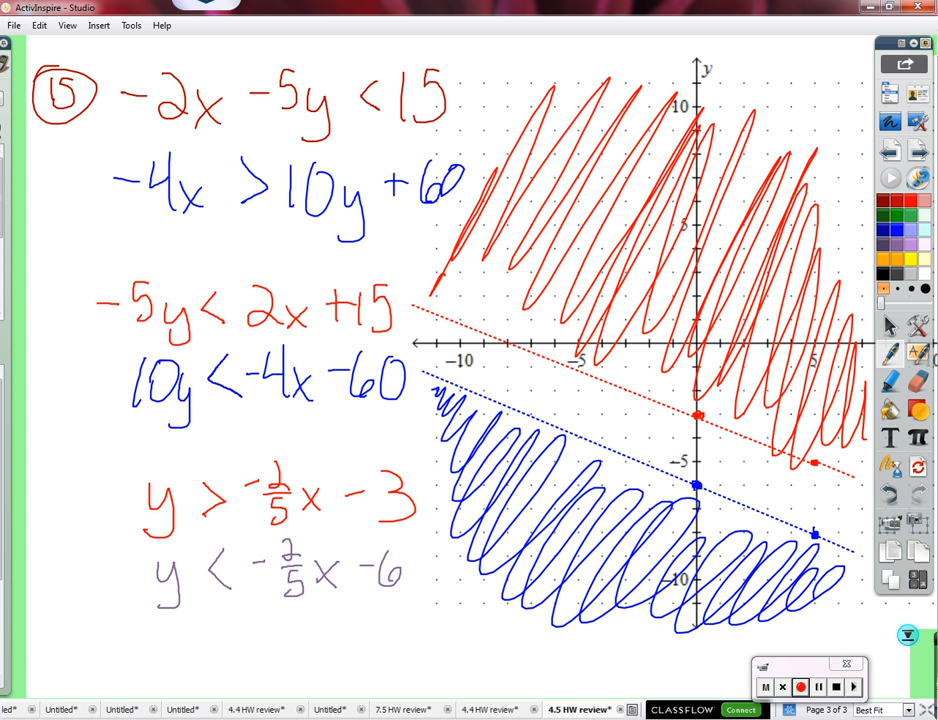 ActivInspire - Studio
File Edit View Insert Tools Help
15 -2x -5y < 15
-4x > 10y + 60
-5y < 2x + 15
10y < -4x - 60
y > -2/5x - 3
y < -2/5x - 6
y
10
5
-10 -5 5
-5
-10
T π
M
led* Untitled* Untitled* Untitled* 4.4 HW review* Untitled* 7.5 HW review* 4.4 HW review* 4.5 HW review* CLASSFLOW Connect Page 3 of 3 Best Fit